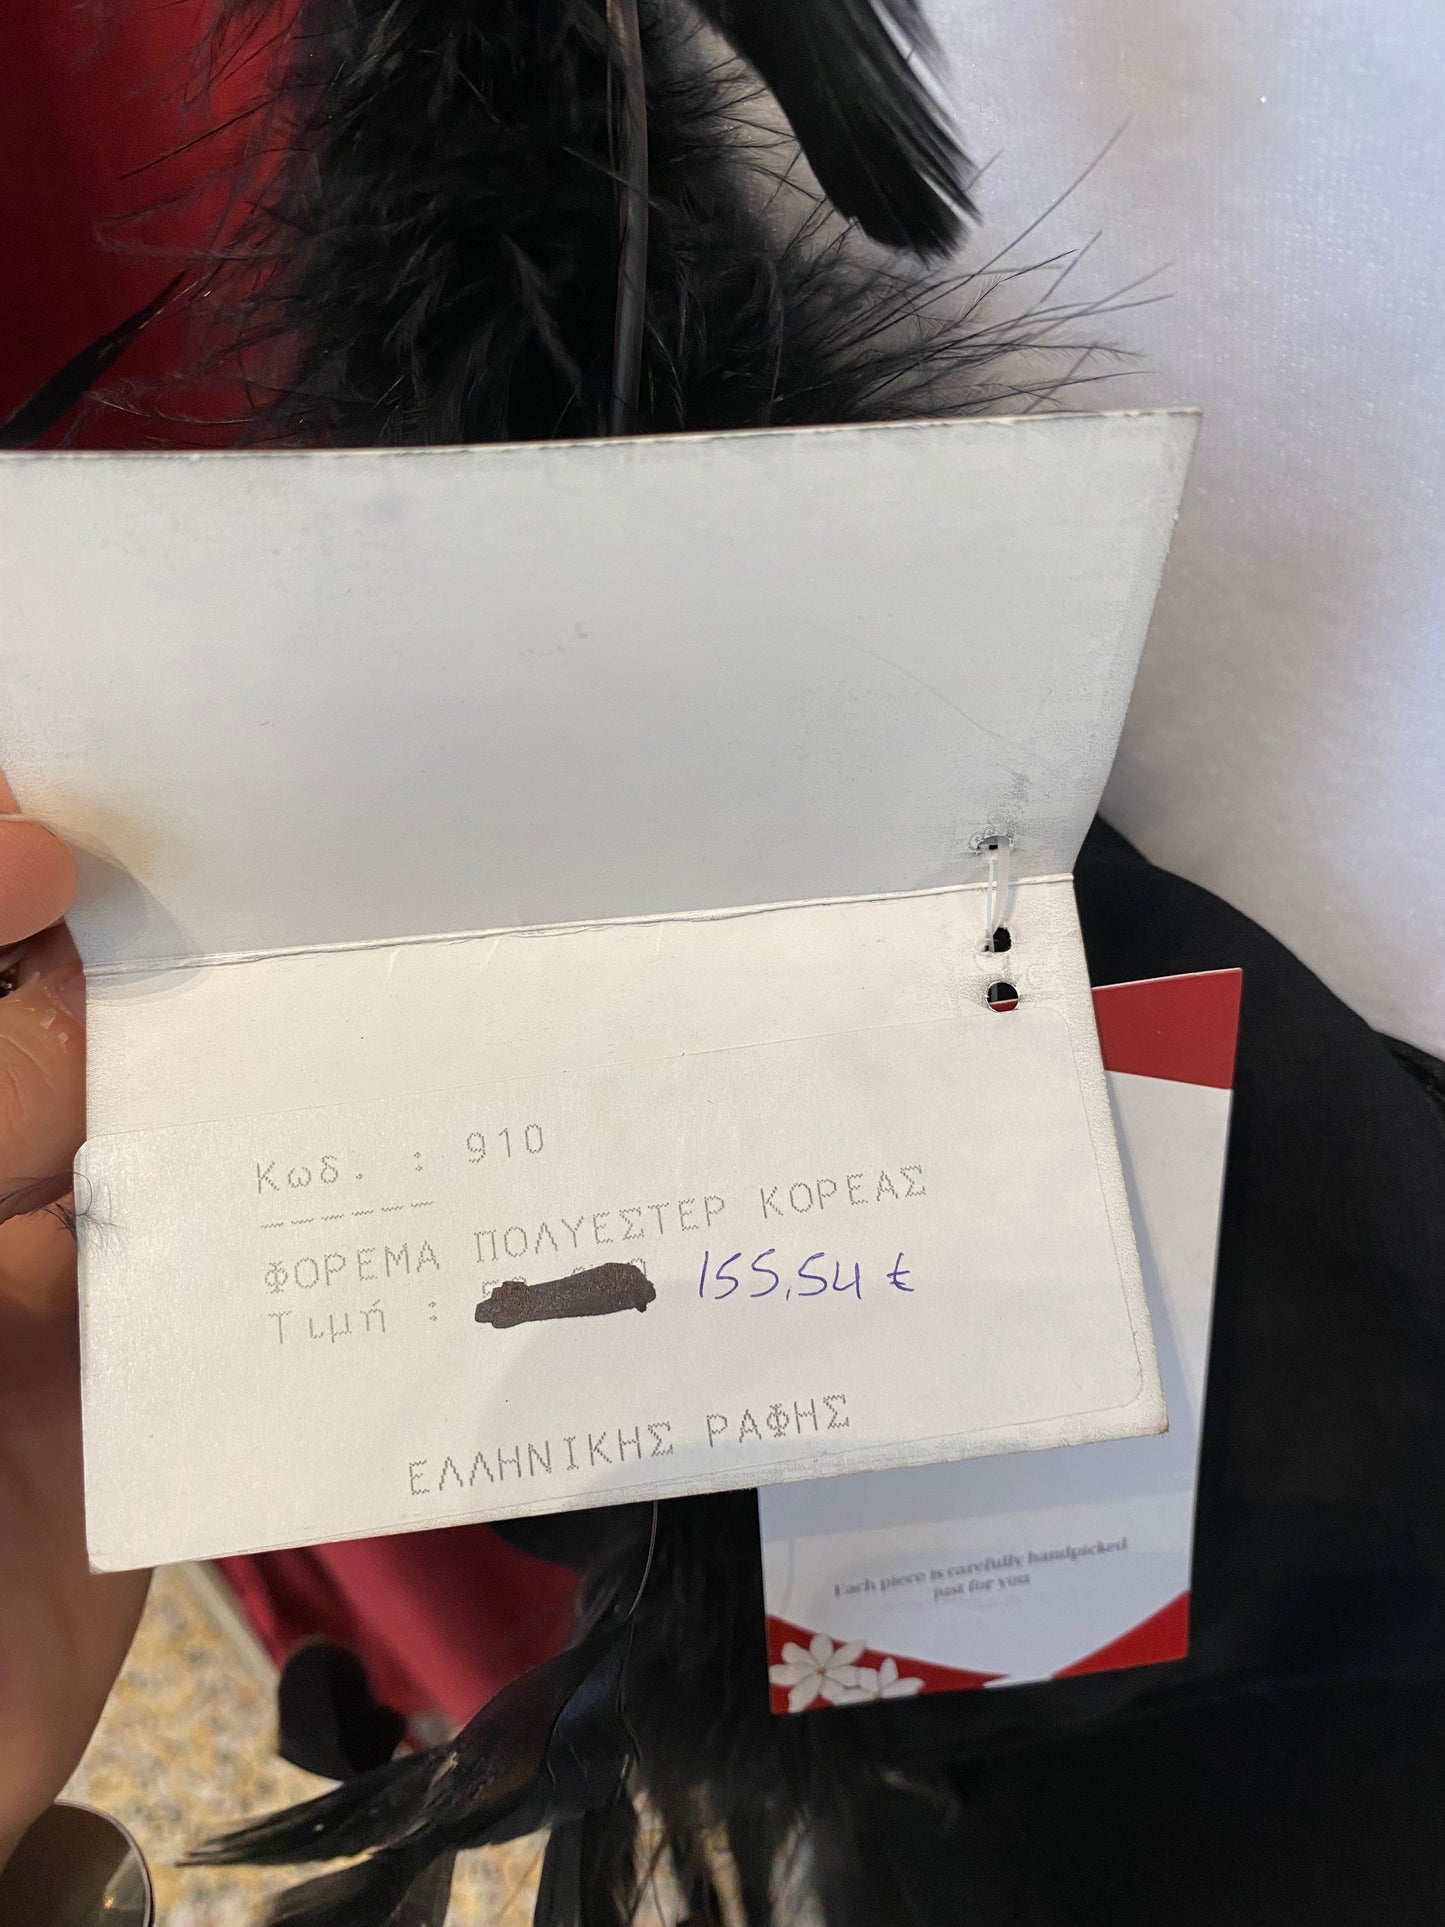 Κωδ. : 910
------
ΦΟΡΕΜΑ ΠΟΛΥΕΣΤΕΡ ΚΟΡΕΑΣ
Τιμή : 155,54 €
ΕΛΛΗΝΙΚΗΣ ΡΑΦΗΣ
Each piece is carefully handpicked
just for you